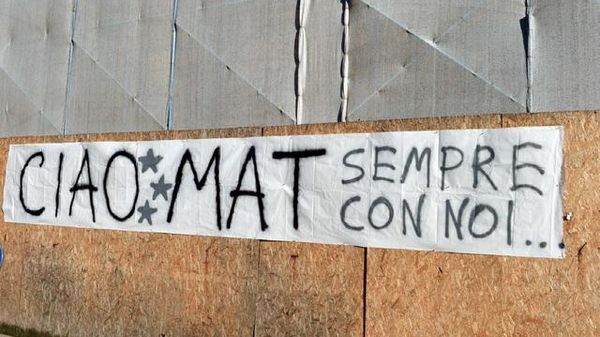 CIAO MAT SEMPRE
CON NOI...